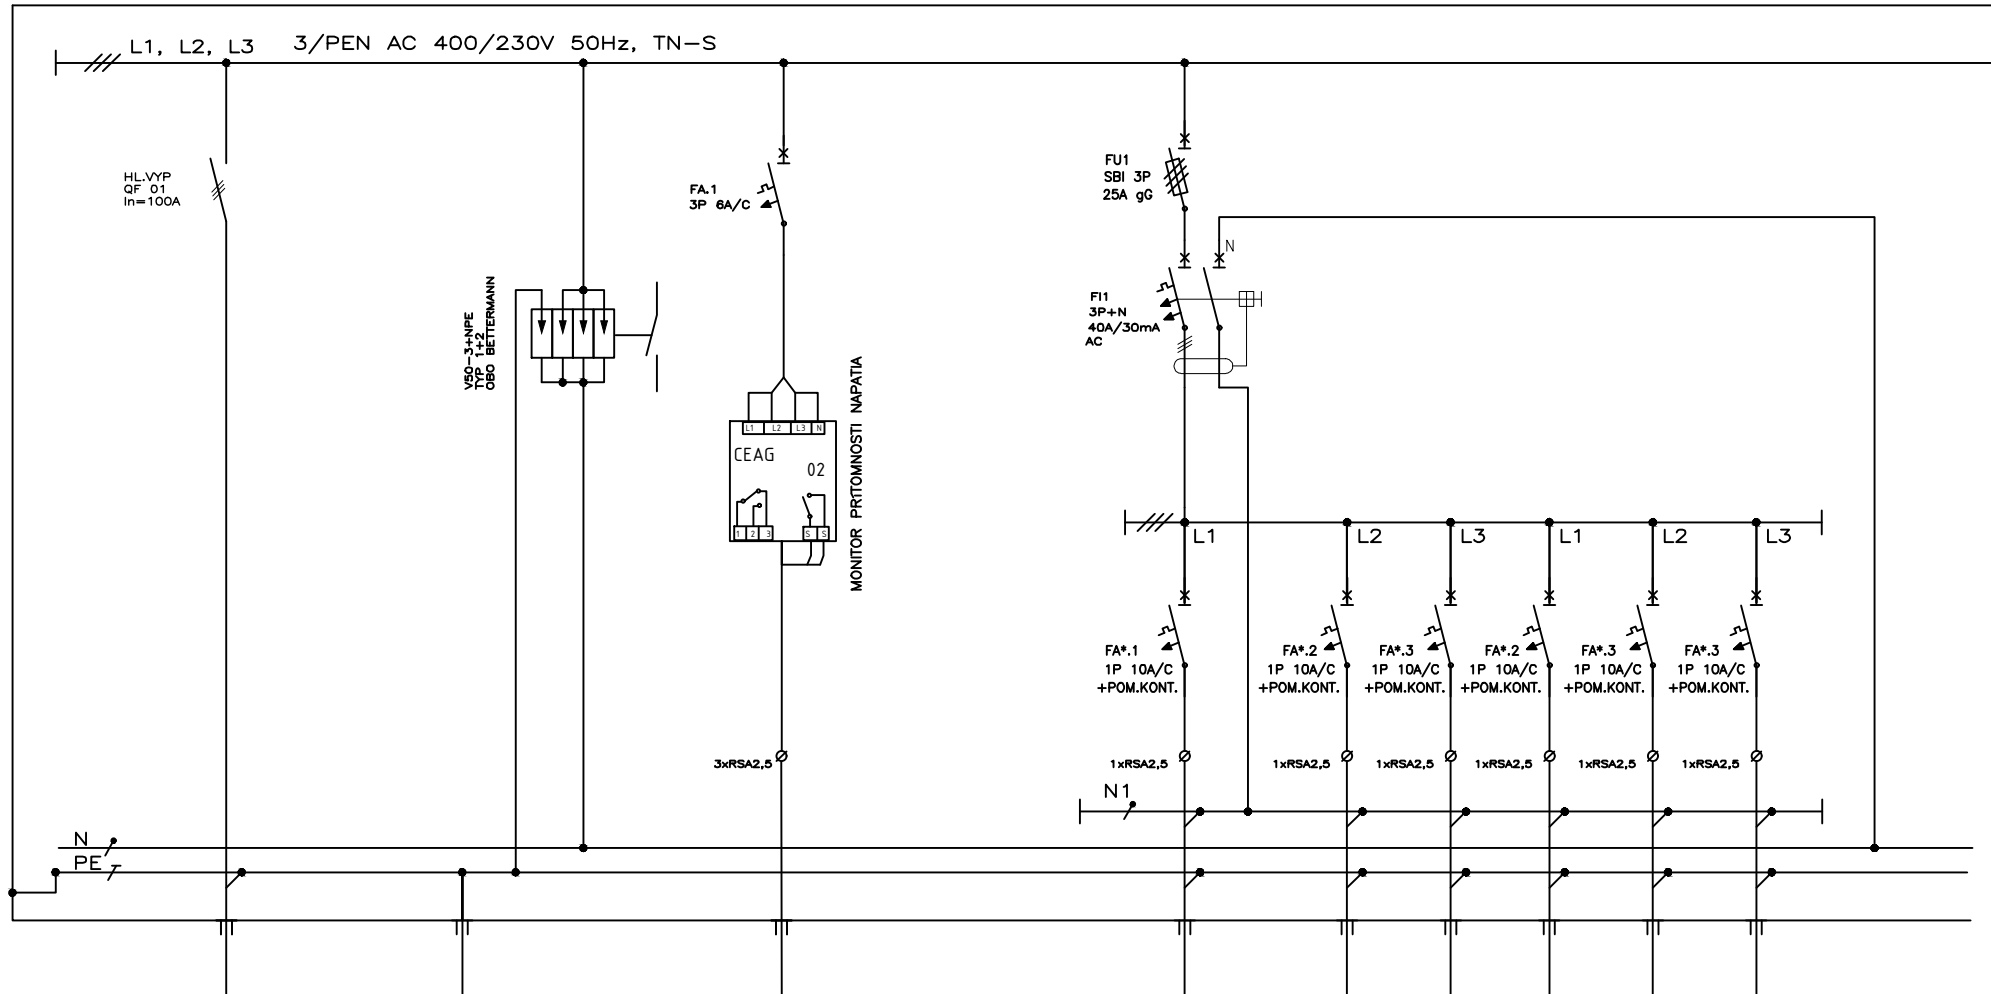 L1, L2, L3 3/PEN AC 400/230V 50Hz, TN-S
HL.VYP
QF 01
In=100A
V50-3+NPE
TYP 1+2
OBO BETTERMANN
FA.1
3P 6A/C
L1 L2 L3 N
CEAG
02
1 2 3 S S
MONITOR PRITOMNOSTI NAPATIA
3xRSA2,5
FU1
SBI 3P
25A gG
N
FI1
3P+N
40A/30mA
AC
L1 L2 L3 L1 L2 L3
FA*.1
1P 10A/C
+POM.KONT.
FA*.2
1P 10A/C
+POM.KONT.
FA*.3
1P 10A/C
+POM.KONT.
FA*.2
1P 10A/C
+POM.KONT.
FA*.3
1P 10A/C
+POM.KONT.
FA*.3
1P 10A/C
+POM.KONT.
1xRSA2,5 1xRSA2,5 1xRSA2,5 1xRSA2,5 1xRSA2,5 1xRSA2,5
N1
N
PE